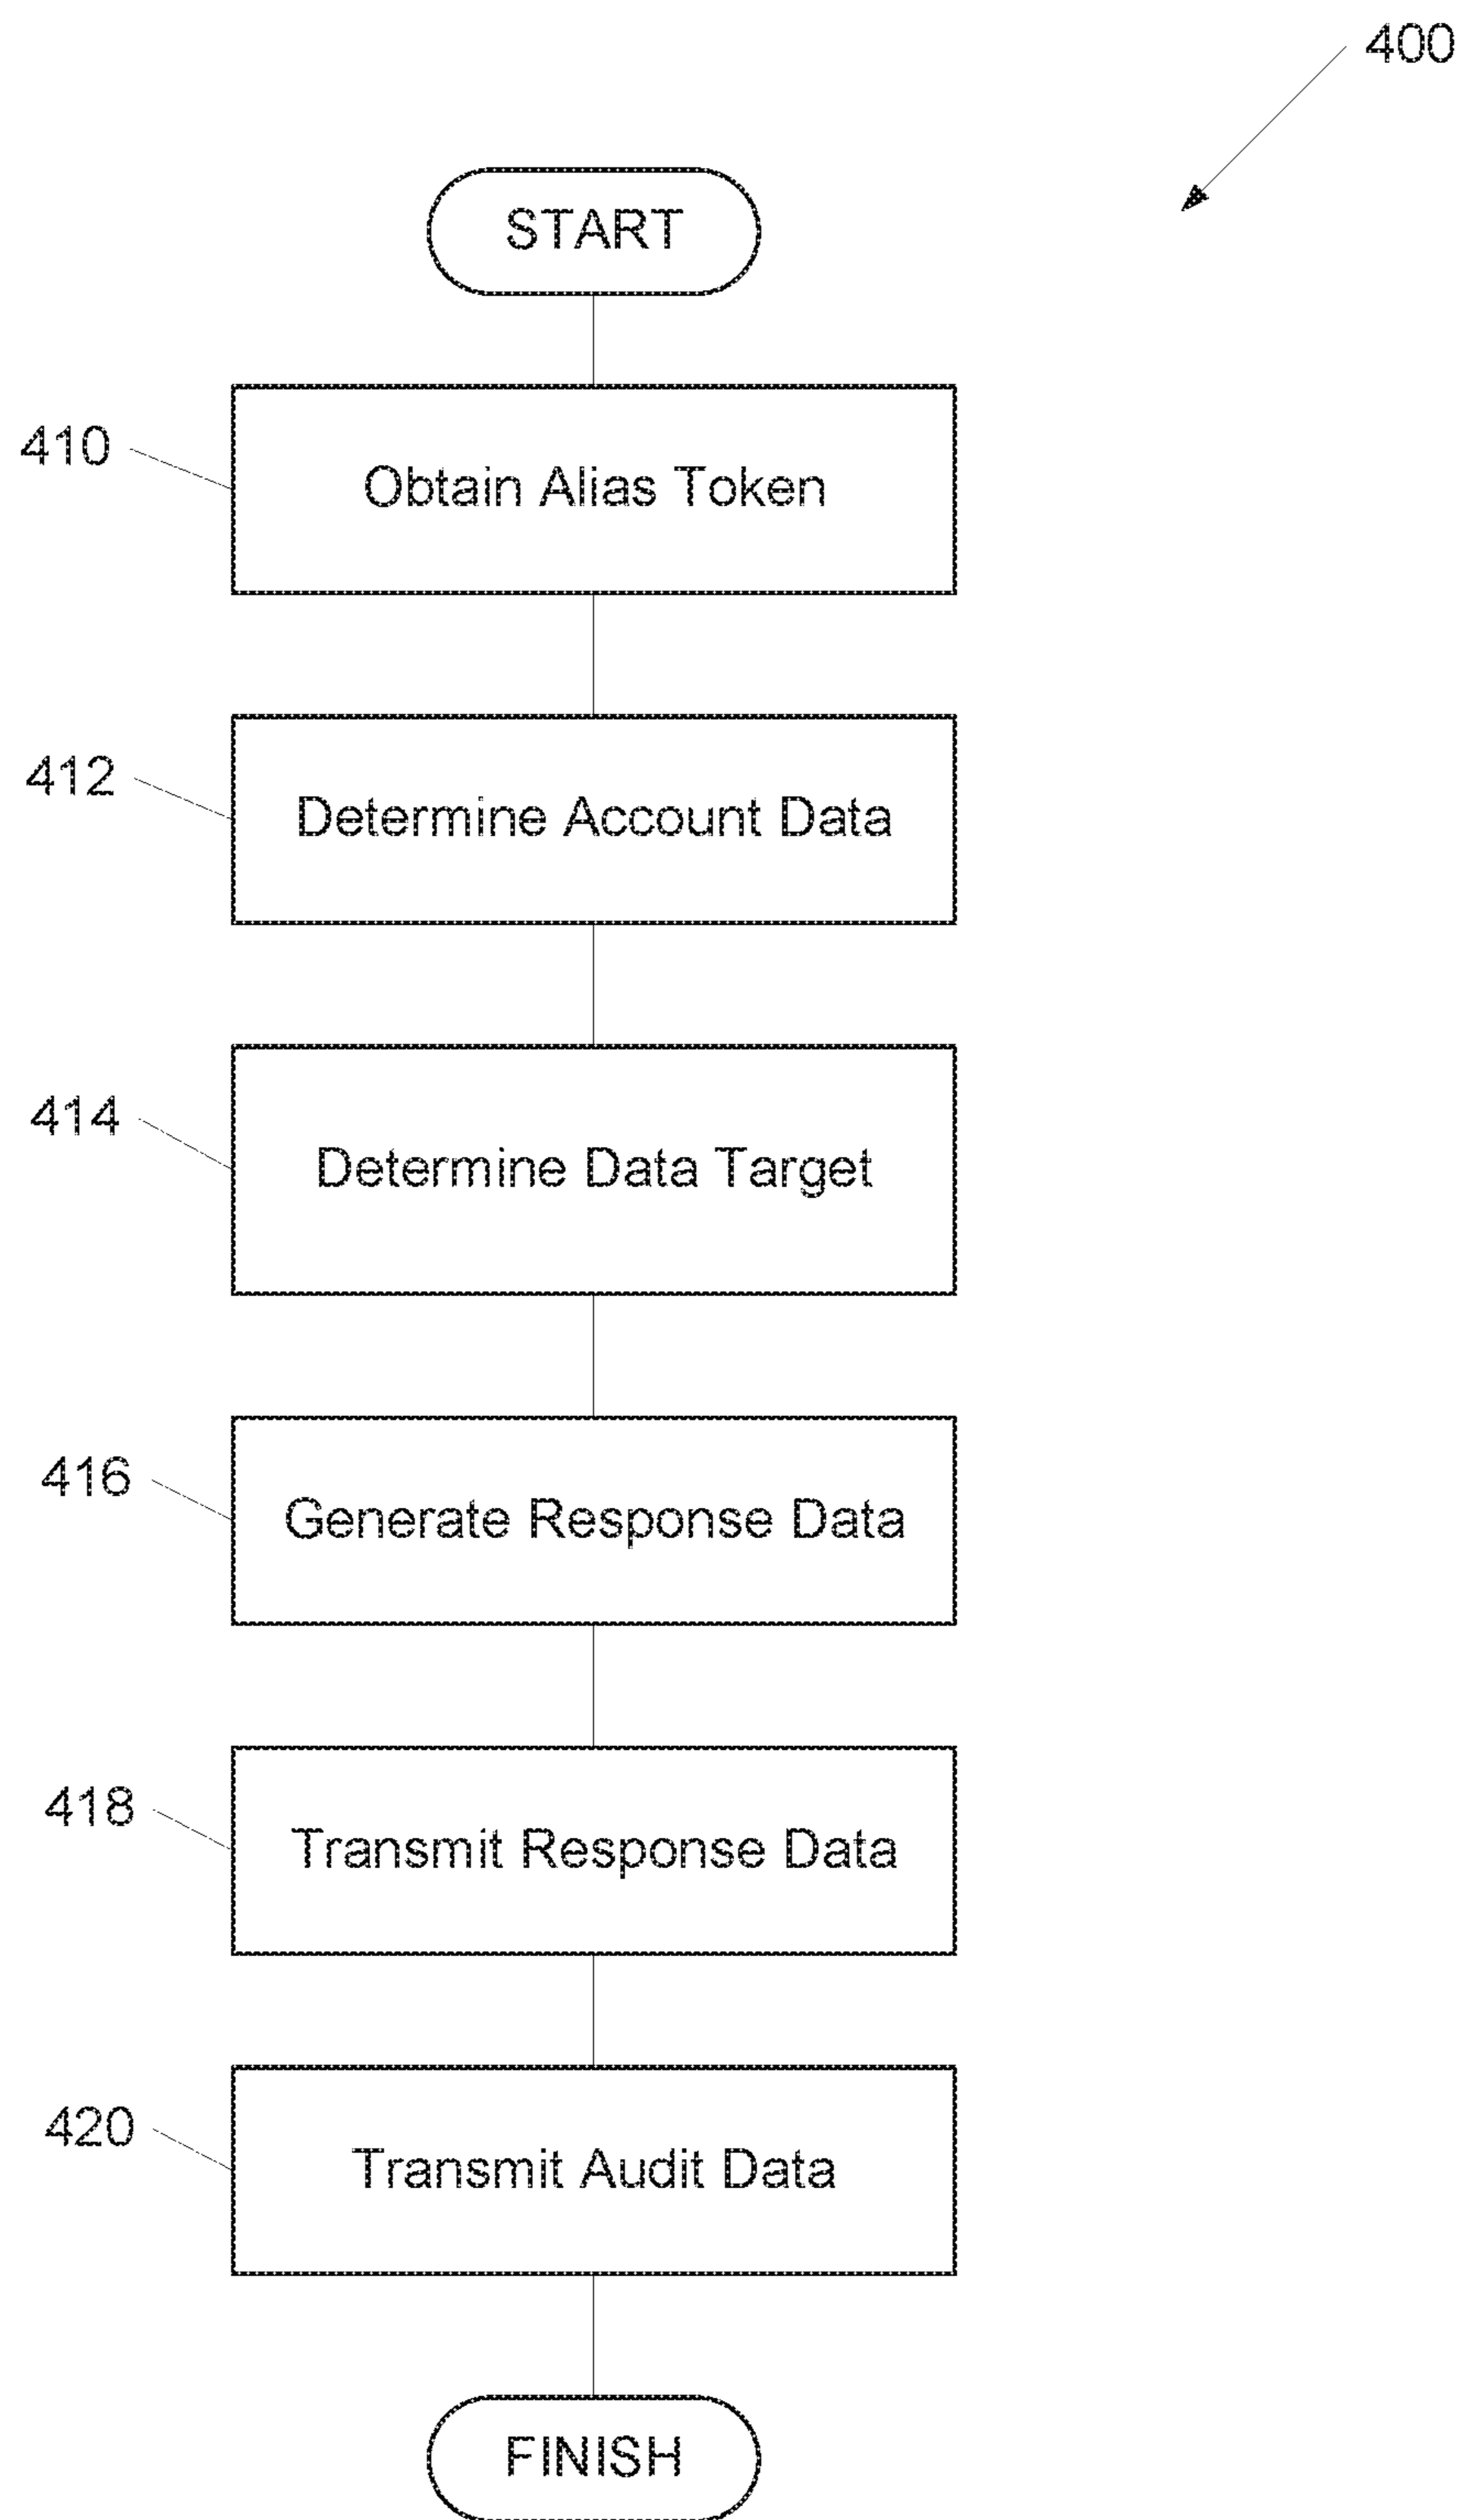 400
START
410
Obtain Alias Token
412
Determine Account Data
414
Determine Data Target
416
Generate Response Data
418
Transmit Response Data
420
Transmit Audit Data
FINISH